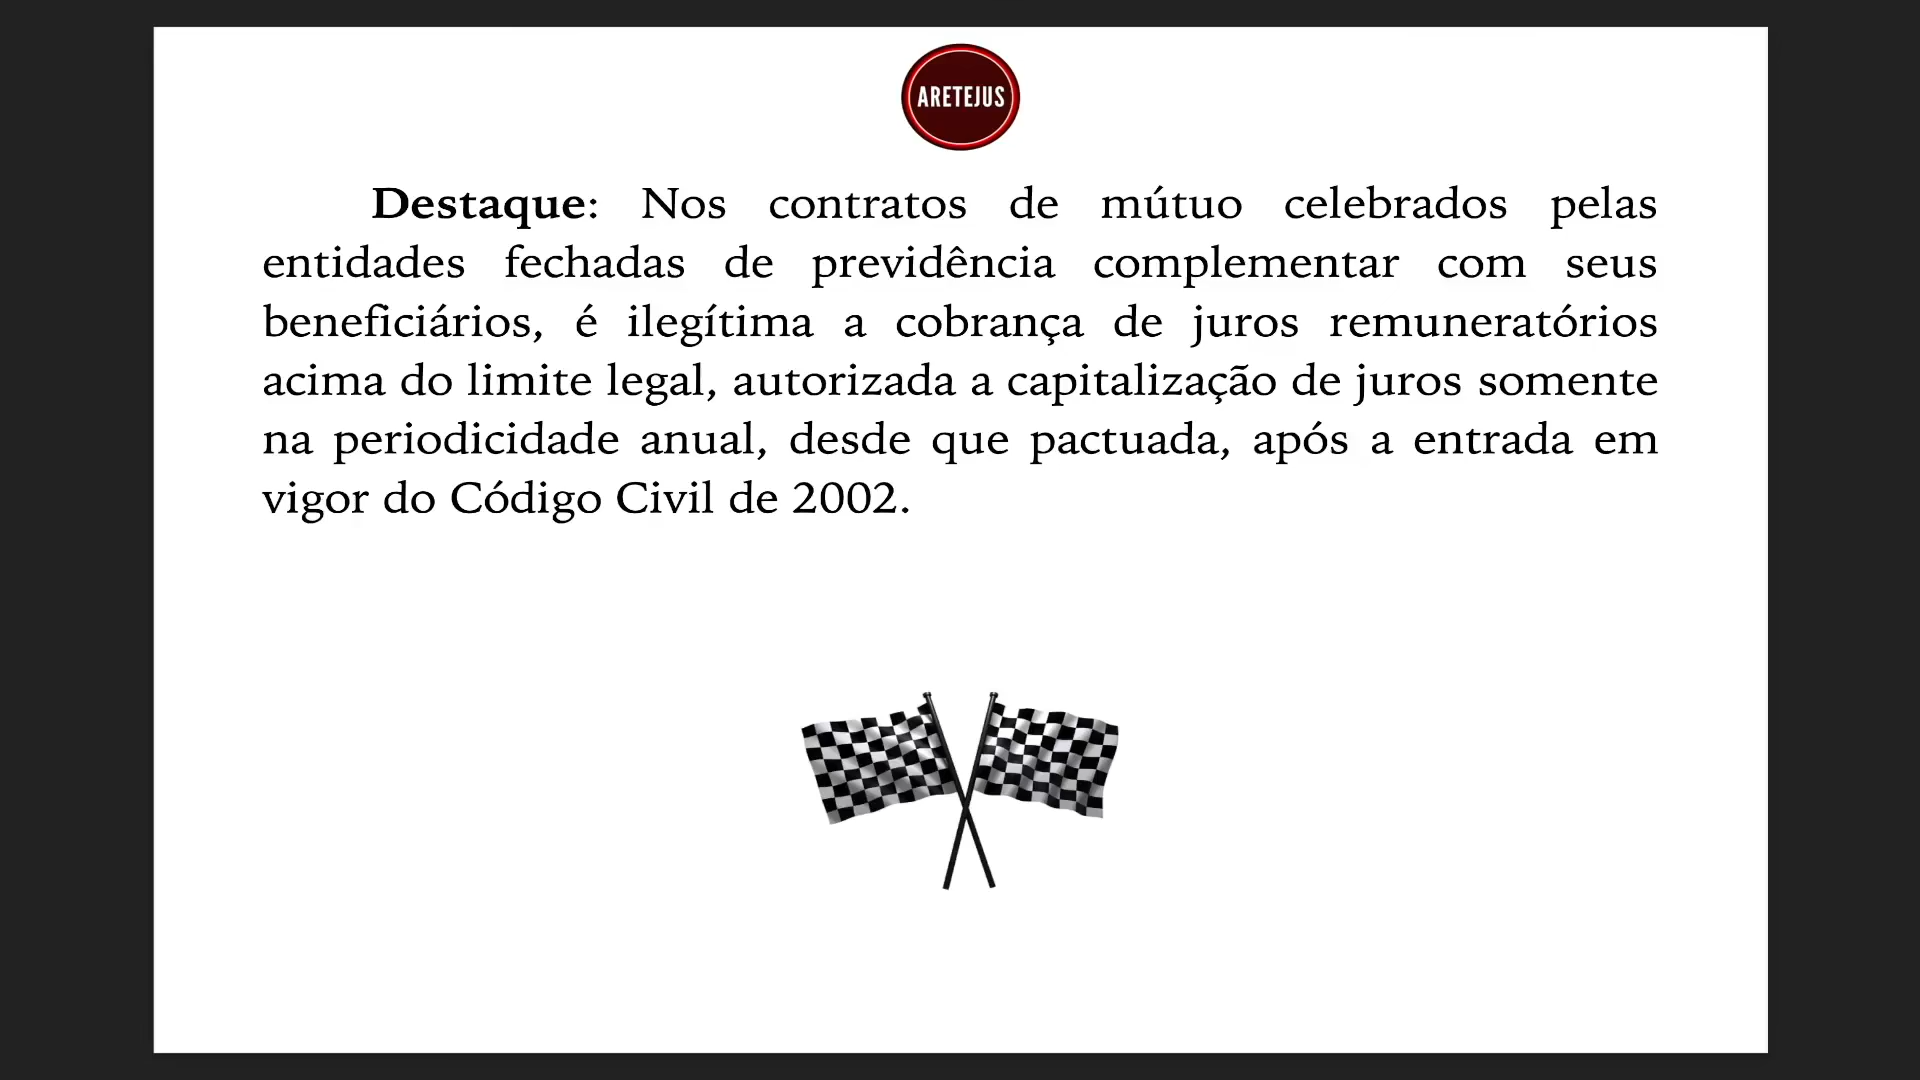 ARETEJUS
Destaque: Nos contratos de mútuo celebrados pelas
entidades fechadas de previdência complementar com seus
beneficiários, é ilegítima a cobrança de juros remuneratórios
acima do limite legal, autorizada a capitalização de juros somente
na periodicidade anual, desde que pactuada, após a entrada em
vigor do Código Civil de 2002.